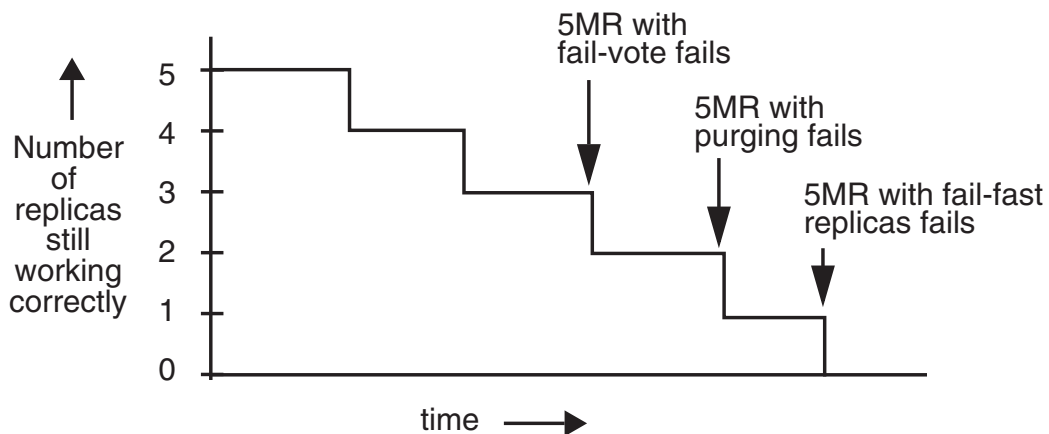 5MR with
fail-vote fails
5MR with
purging fails
5MR with fail-fast
replicas fails
5
4
3
2
1
0
Number
of
replicas
still
working
correctly
time